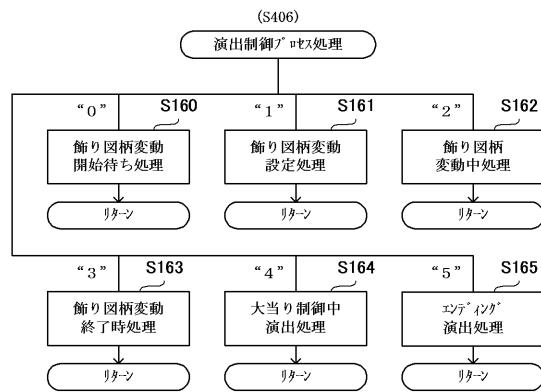 (S406)
演出制御ﾌﾟﾛｾｽ処理
“0” S160
飾り図柄変動
開始待ち処理
ﾘﾀｰﾝ
“1” S161
飾り図柄変動
設定処理
ﾘﾀｰﾝ
“2” S162
飾り図柄
変動中処理
ﾘﾀｰﾝ
“3” S163
飾り図柄変動
終了時処理
ﾘﾀｰﾝ
“4” S164
大当り制御中
演出処理
ﾘﾀｰﾝ
“5” S165
ｴﾝﾃﾞｨﾝｸﾞ
演出処理
ﾘﾀｰﾝ